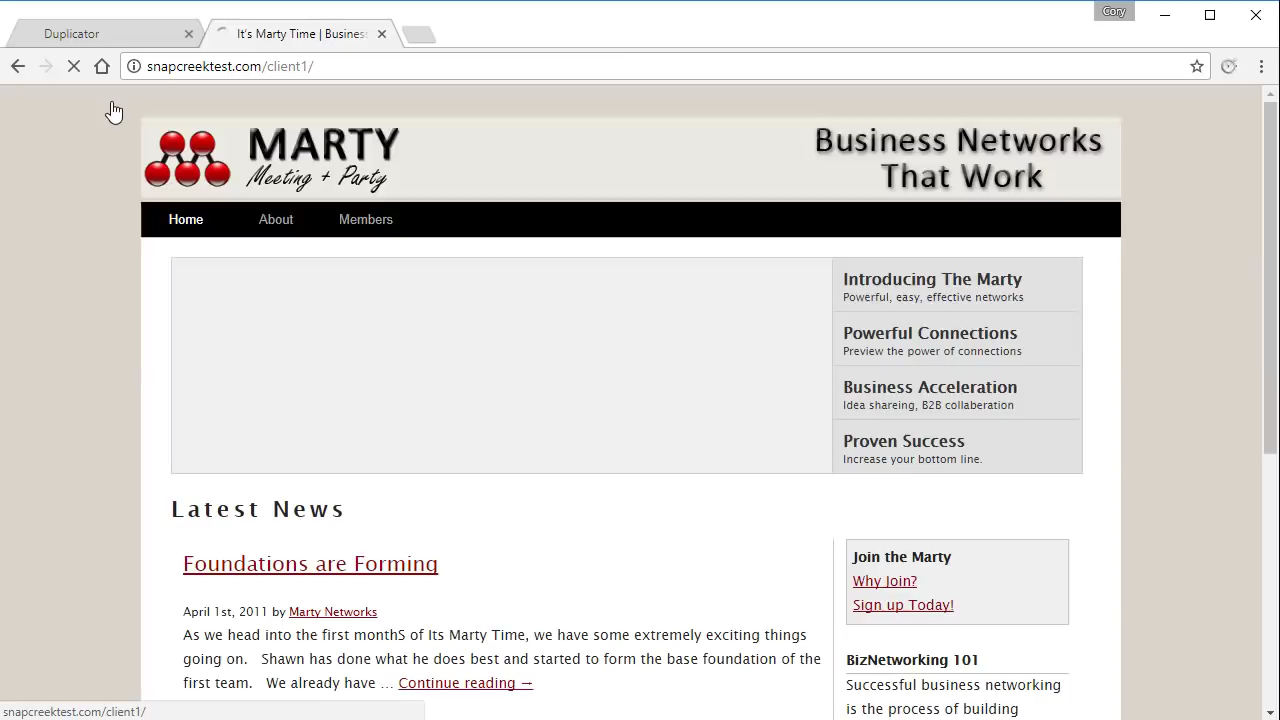 Cory
Duplicator
It's Marty Time | Busines
snapcreektest.com/client1/
MARTY
Meeting + Party
Business Networks
That Work
Home About Members
Introducing The Marty
Powerful, easy, effective networks
Powerful Connections
Preview the power of connections
Business Acceleration
Idea shareing, B2B collaberation
Proven Success
Increase your bottom line.
Latest News
Foundations are Forming
April 1st, 2011 by Marty Networks
As we head into the first monthS of Its Marty Time, we have some extremely exciting things
going on. Shawn has done what he does best and started to form the base foundation of the
first team. We already have … Continue reading →
Join the Marty
Why Join?
Sign up Today!
BizNetworking 101
Successful business networking
is the process of building
snapcreektest.com/client1/